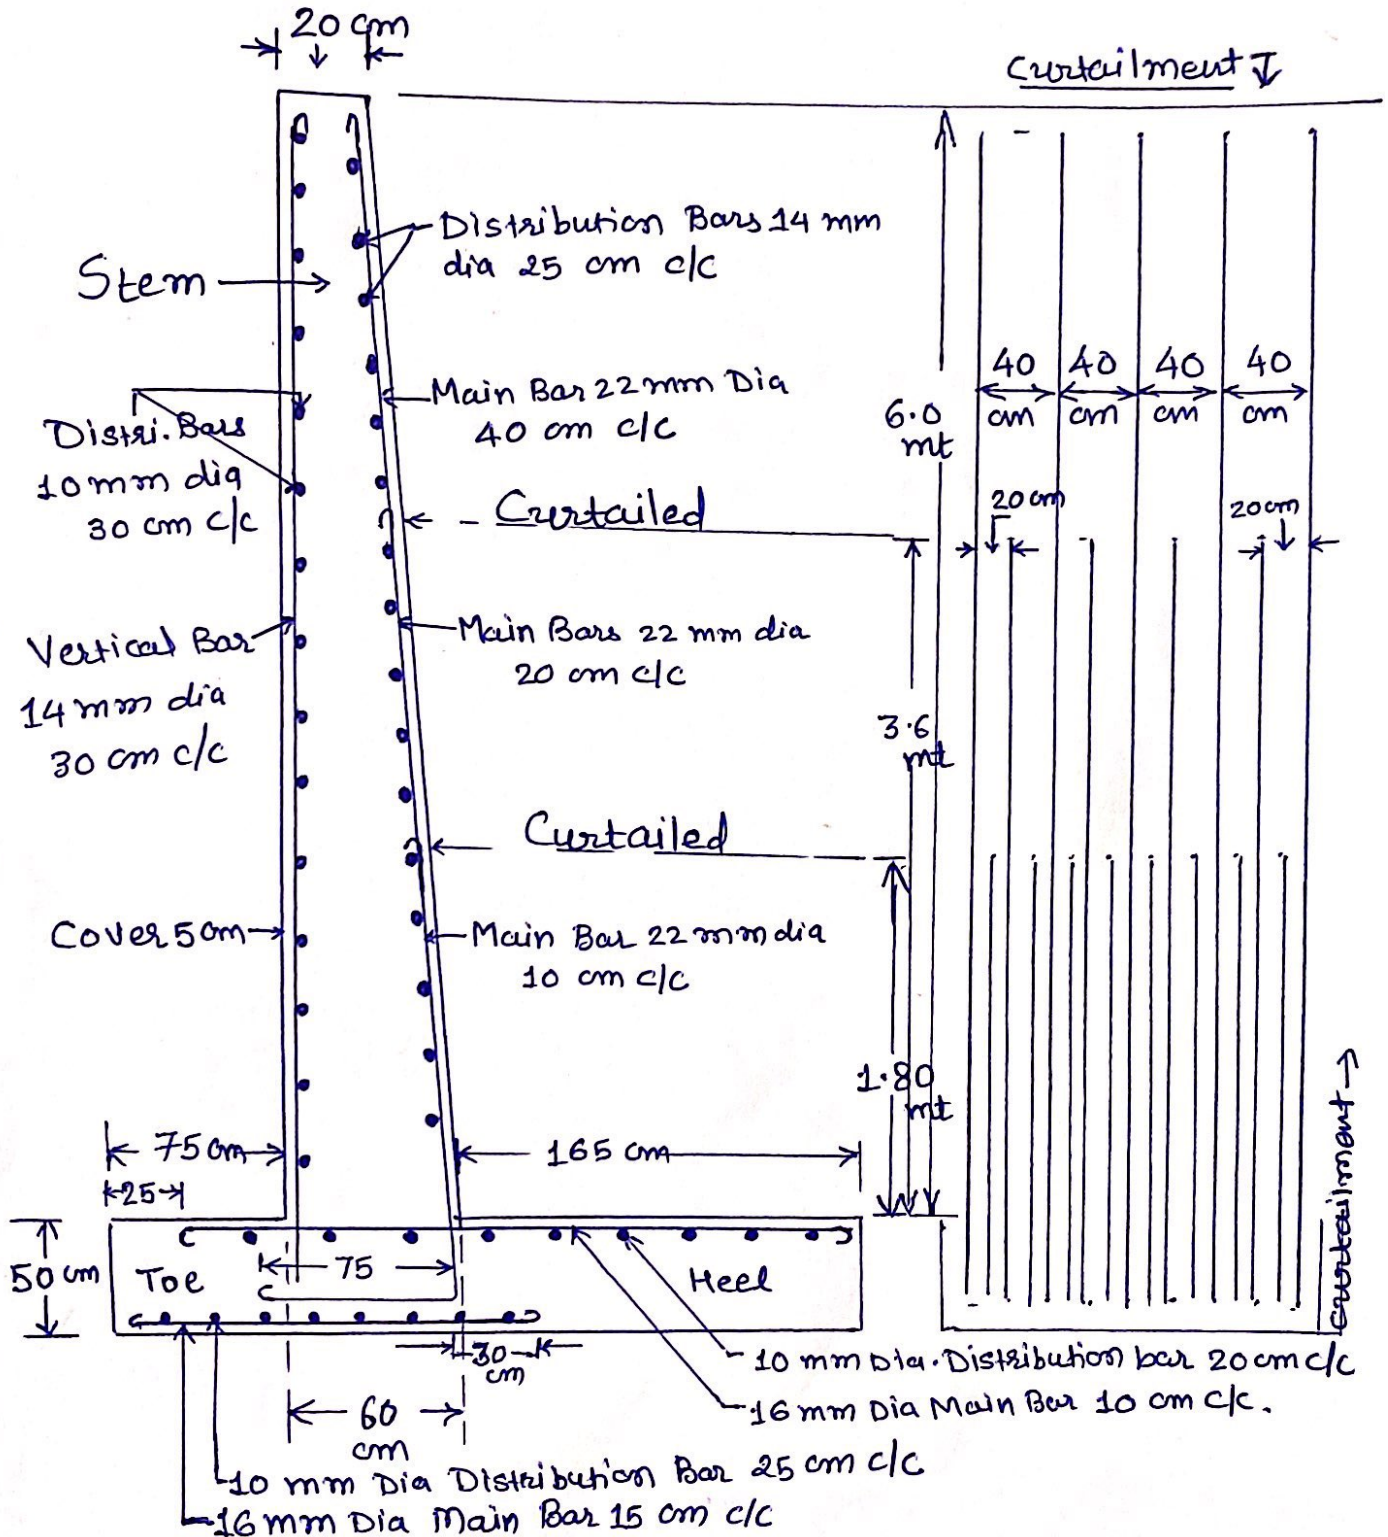 20 cm
Curtailment
Distribution Bars 14 mm
dia 25 cm c/c
Stem
40 40 40 40
cm cm cm cm
Main Bar 22 mm Dia
40 cm c/c
6.0
mt
Distri. Bars
10 mm dia
30 cm c/c
20 cm 20 cm
Curtailed
Vertical Bar
14 mm dia
30 cm c/c
Main Bars 22 mm dia
20 cm c/c
3.6
mt
Curtailed
Cover 5 cm
Main Bar 22 mm dia
10 cm c/c
1.80
mt
75 cm
165 cm
25
50 cm
Toe
75
Heel
Curtailment
30
cm
10 mm Dia. Distribution bar 20 cm c/c
16 mm Dia Main Bar 10 cm c/c.
60
cm
10 mm Dia Distribution Bar 25 cm c/c
16 mm Dia Main Bar 15 cm c/c